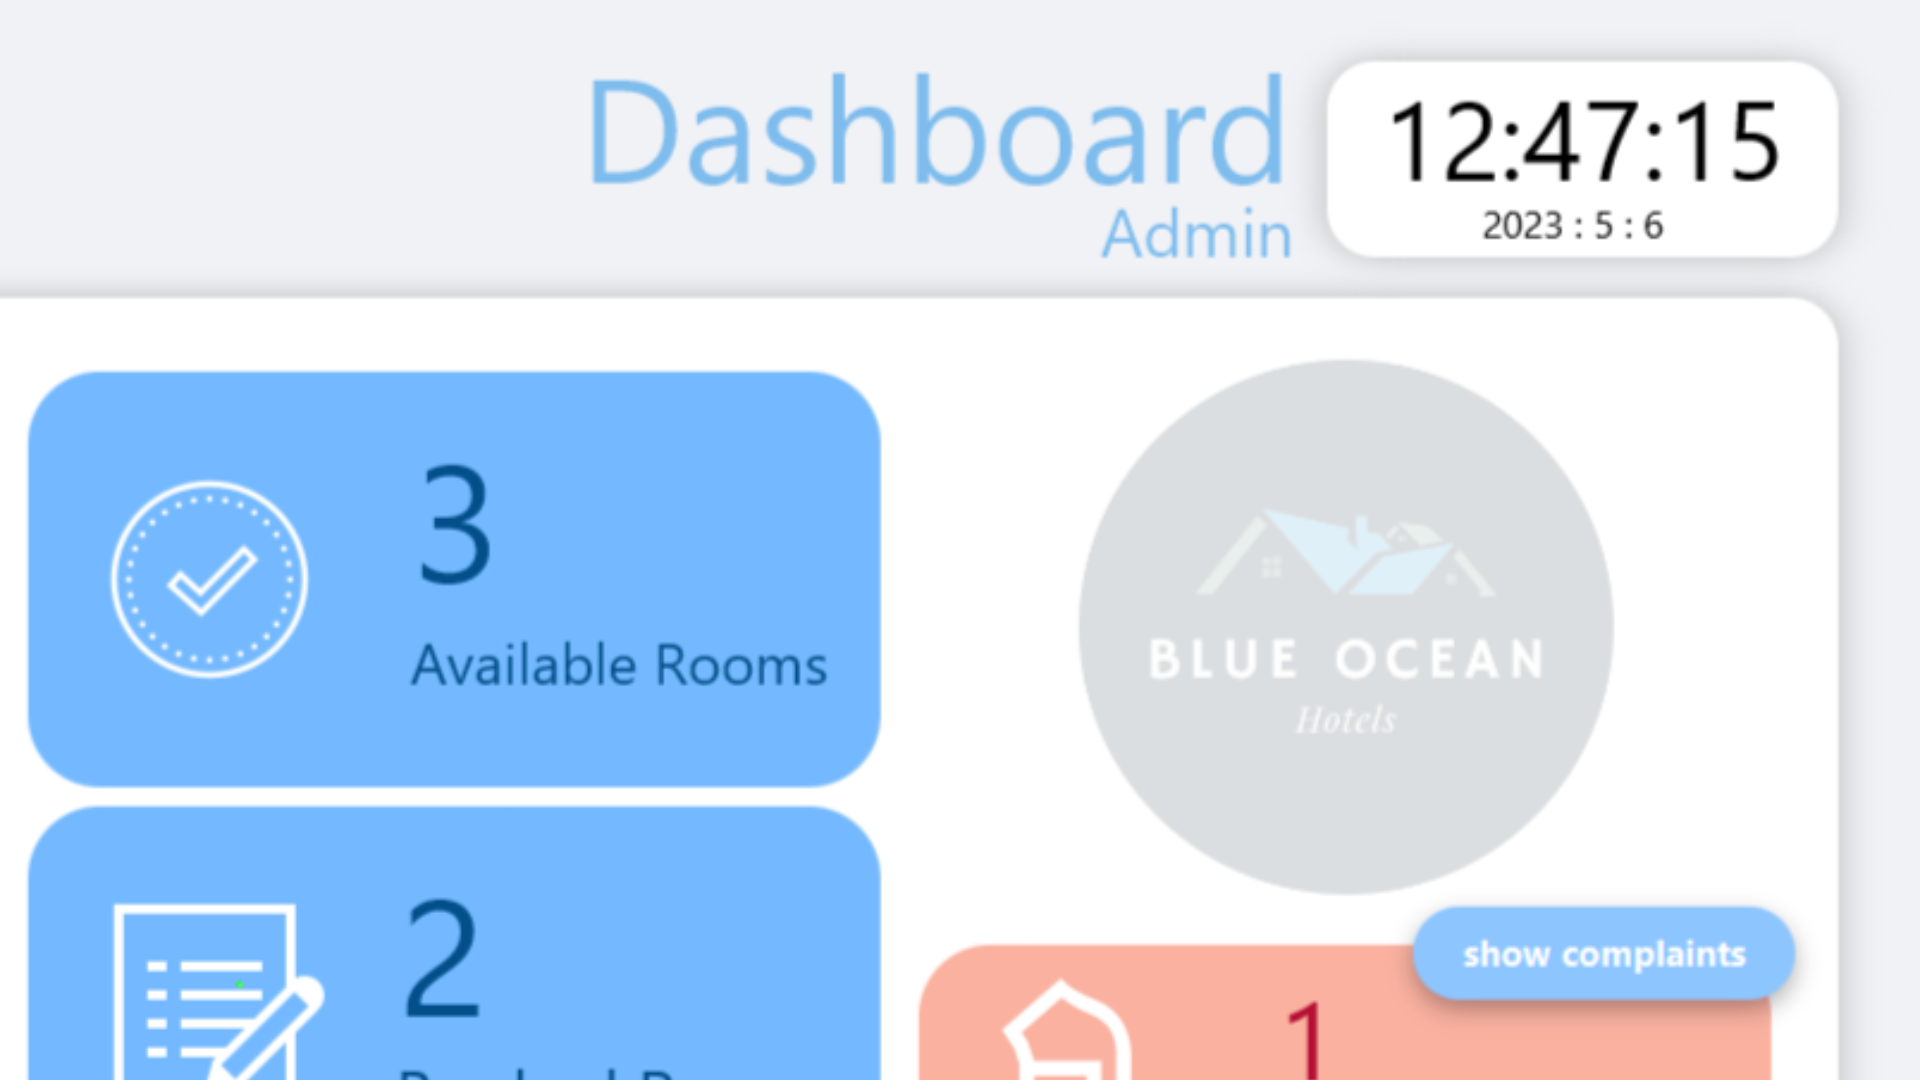 Dashboard
Admin
12:47:15
2023 : 5 : 6
3
Available Rooms
BLUE OCEAN
Hotels
2
show complaints
1